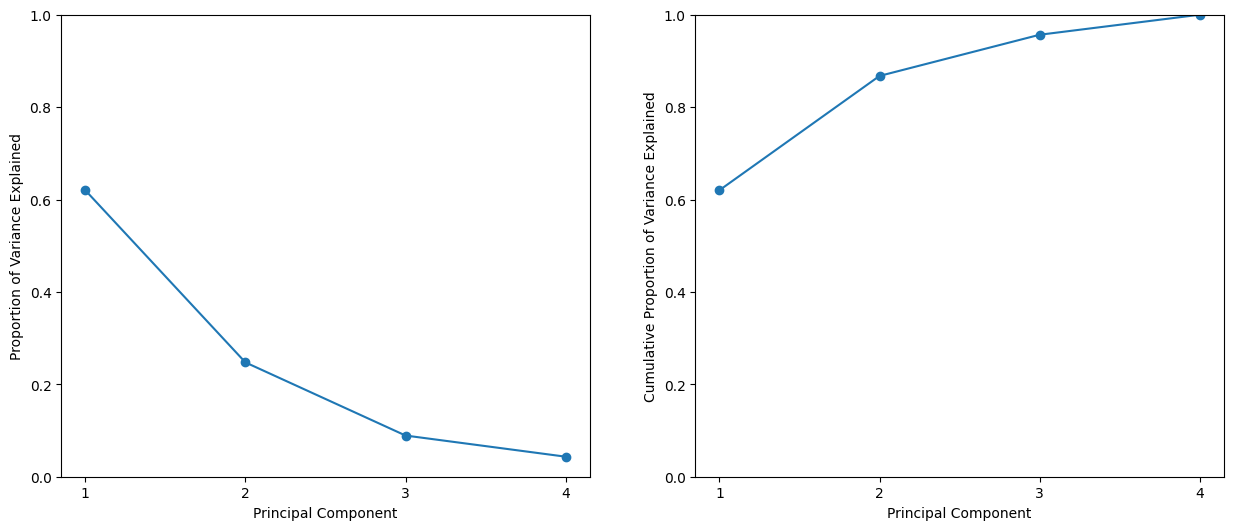 1.0
0.8
0.6
0.4
0.2
0.0
Proportion of Variance Explained
1 2 3 4
Principal Component
1.0
0.8
0.6
0.4
0.2
0.0
Cumulative Proportion of Variance Explained
1 2 3 4
Principal Component